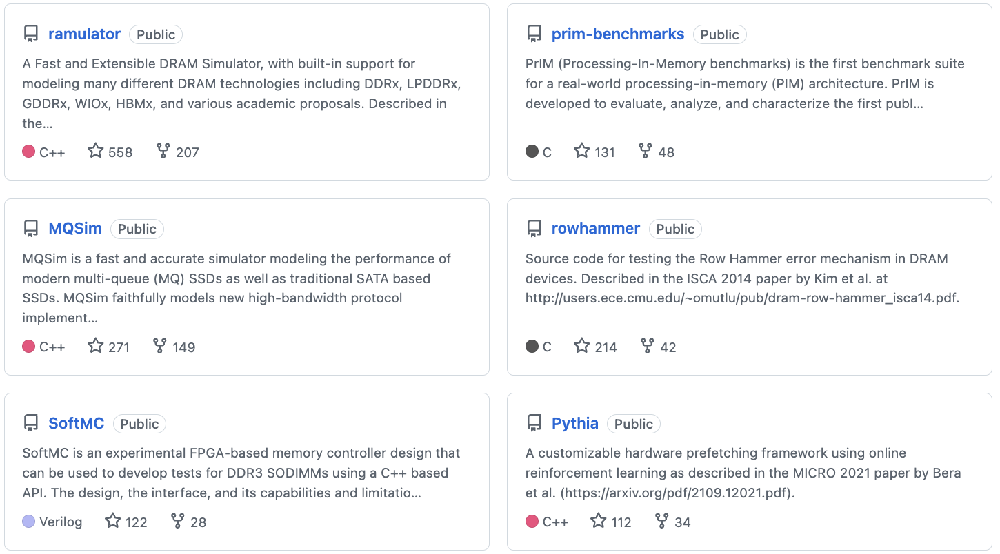 ramulator Public
A Fast and Extensible DRAM Simulator, with built-in support for
modeling many different DRAM technologies including DDRx, LPDDRx,
GDDRx, WIOx, HBMx, and various academic proposals. Described in
the...
C++ 558 207
prim-benchmarks Public
PrIM (Processing-In-Memory benchmarks) is the first benchmark suite
for a real-world processing-in-memory (PIM) architecture. PrIM is
developed to evaluate, analyze, and characterize the first publ...
C 131 48
MQSim Public
MQSim is a fast and accurate simulator modeling the performance of
modern multi-queue (MQ) SSDs as well as traditional SATA based
SSDs. MQSim faithfully models new high-bandwidth protocol
implement...
C++ 271 149
rowhammer Public
Source code for testing the Row Hammer error mechanism in DRAM
devices. Described in the ISCA 2014 paper by Kim et al. at
http://users.ece.cmu.edu/~omutlu/pub/dram-row-hammer_isca14.pdf.
C 214 42
SoftMC Public
SoftMC is an experimental FPGA-based memory controller design that
can be used to develop tests for DDR3 SODIMMs using a C++ based
API. The design, the interface, and its capabilities and limitatio...
Verilog 122 28
Pythia Public
A customizable hardware prefetching framework using online
reinforcement learning as described in the MICRO 2021 paper by Bera
et al. (https://arxiv.org/pdf/2109.12021.pdf).
C++ 112 34